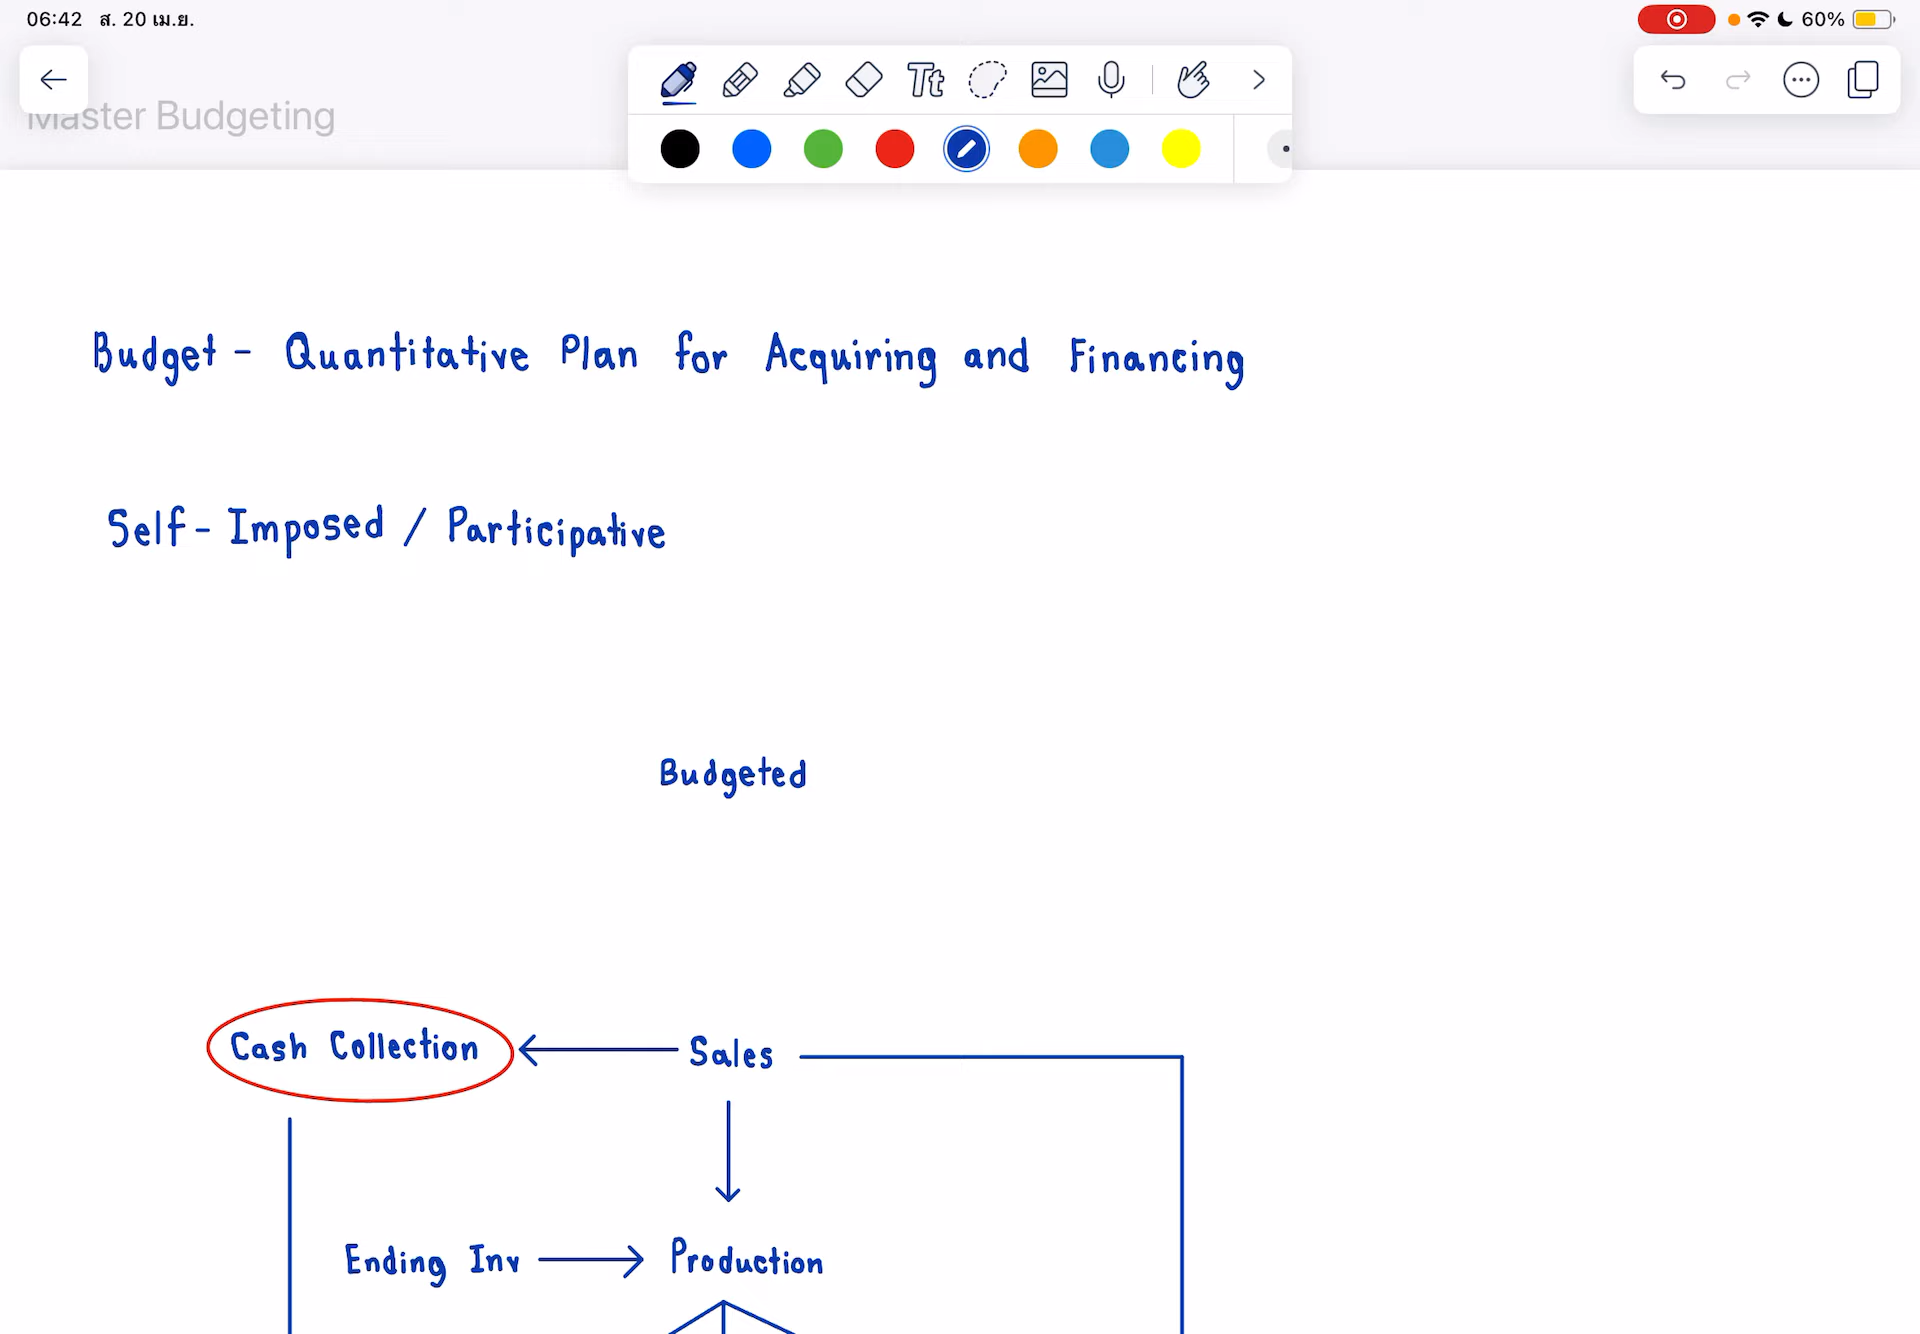 06:42 ส. 20 เม.ย. 60%
Tt
Master Budgeting
Budget - Quantitative Plan for Acquiring and Financing
Self - Imposed / Participative
Budgeted
Cash Collection Sales
Ending Inv Production